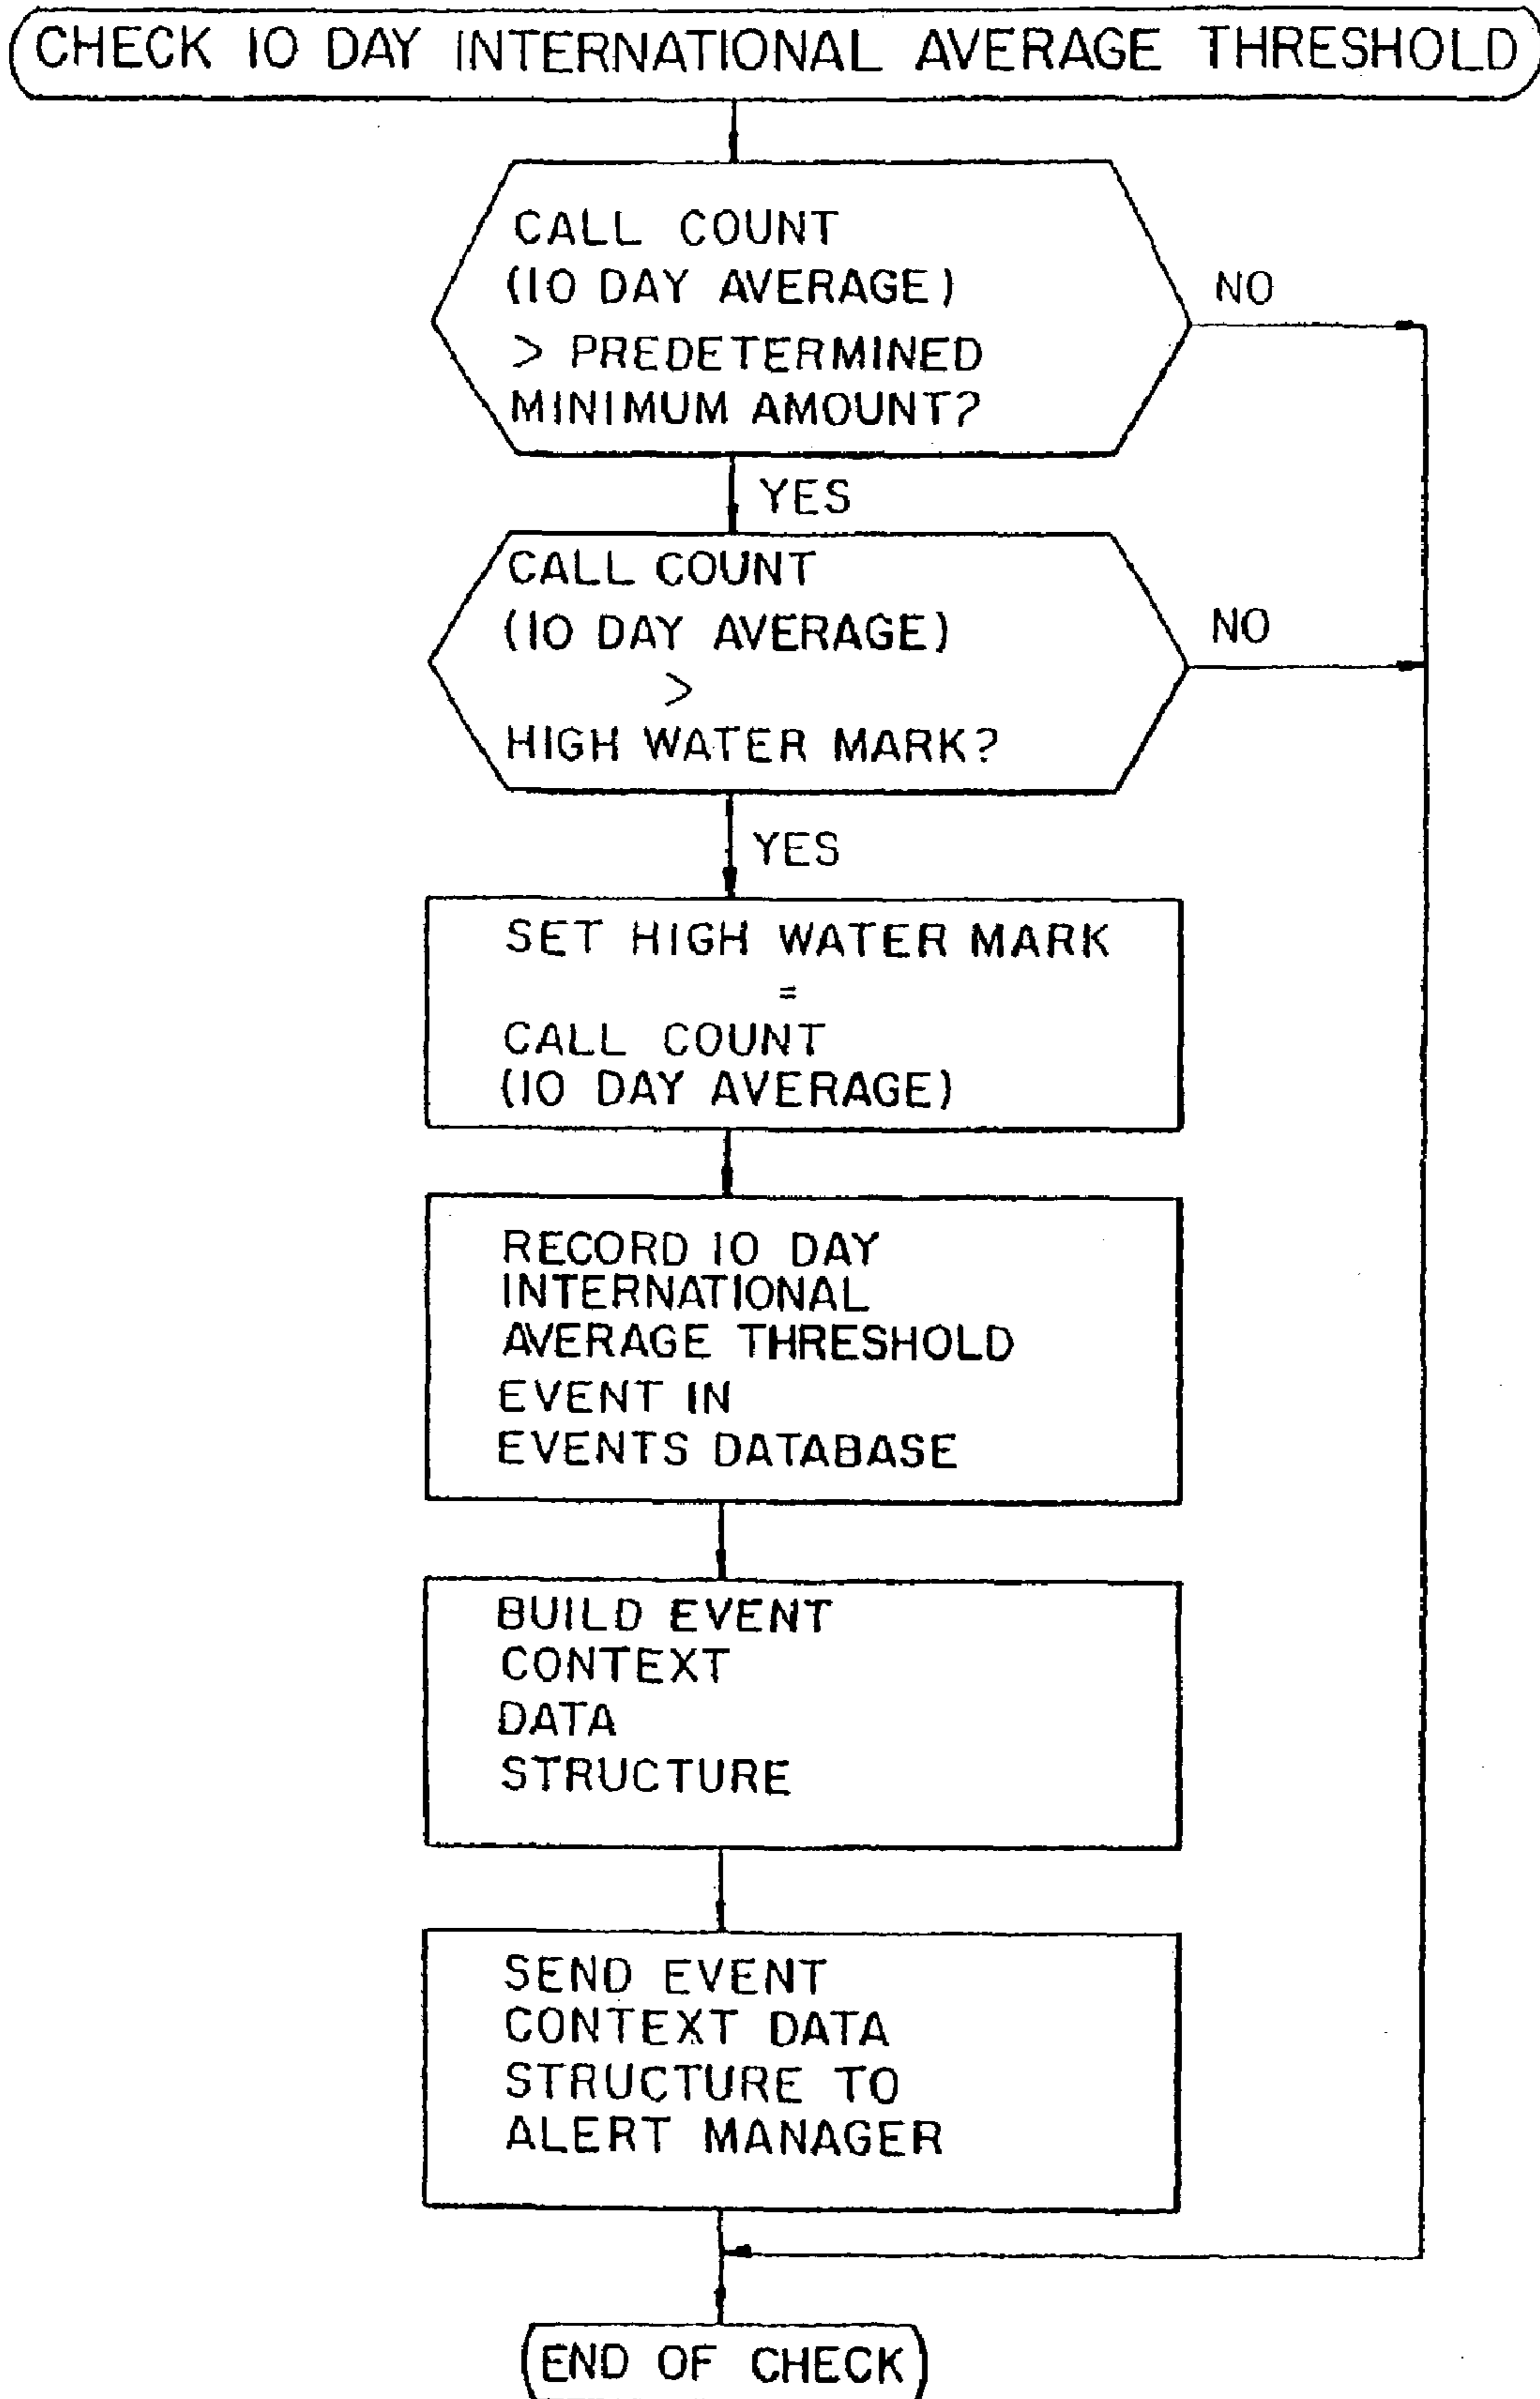 CHECK 10 DAY INTERNATIONAL AVERAGE THRESHOLD
CALL COUNT
(10 DAY AVERAGE)
> PREDETERMINED
MINIMUM AMOUNT?
NO
YES
CALL COUNT
(10 DAY AVERAGE)
>
HIGH WATER MARK?
NO
YES
SET HIGH WATER MARK
=
CALL COUNT
(10 DAY AVERAGE)
RECORD 10 DAY
INTERNATIONAL
AVERAGE THRESHOLD
EVENT IN
EVENTS DATABASE
BUILD EVENT
CONTEXT
DATA
STRUCTURE
SEND EVENT
CONTEXT DATA
STRUCTURE TO
ALERT MANAGER
END OF CHECK